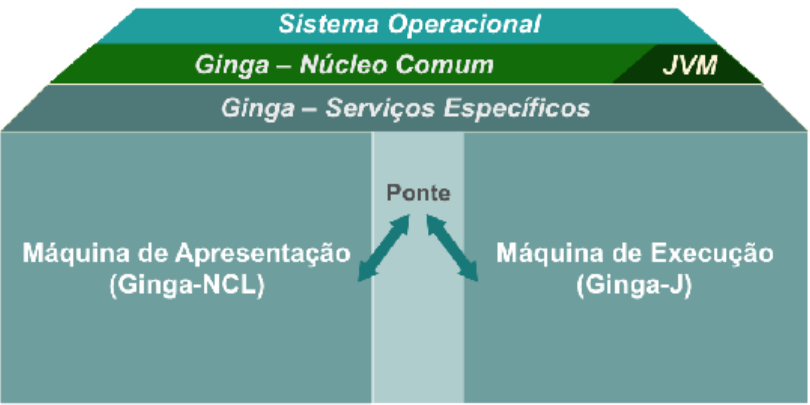 Sistema Operacional
Ginga – Núcleo Comum
JVM
Ginga – Serviços Específicos
Ponte
Máquina de Apresentação
(Ginga-NCL)
Máquina de Execução
(Ginga-J)